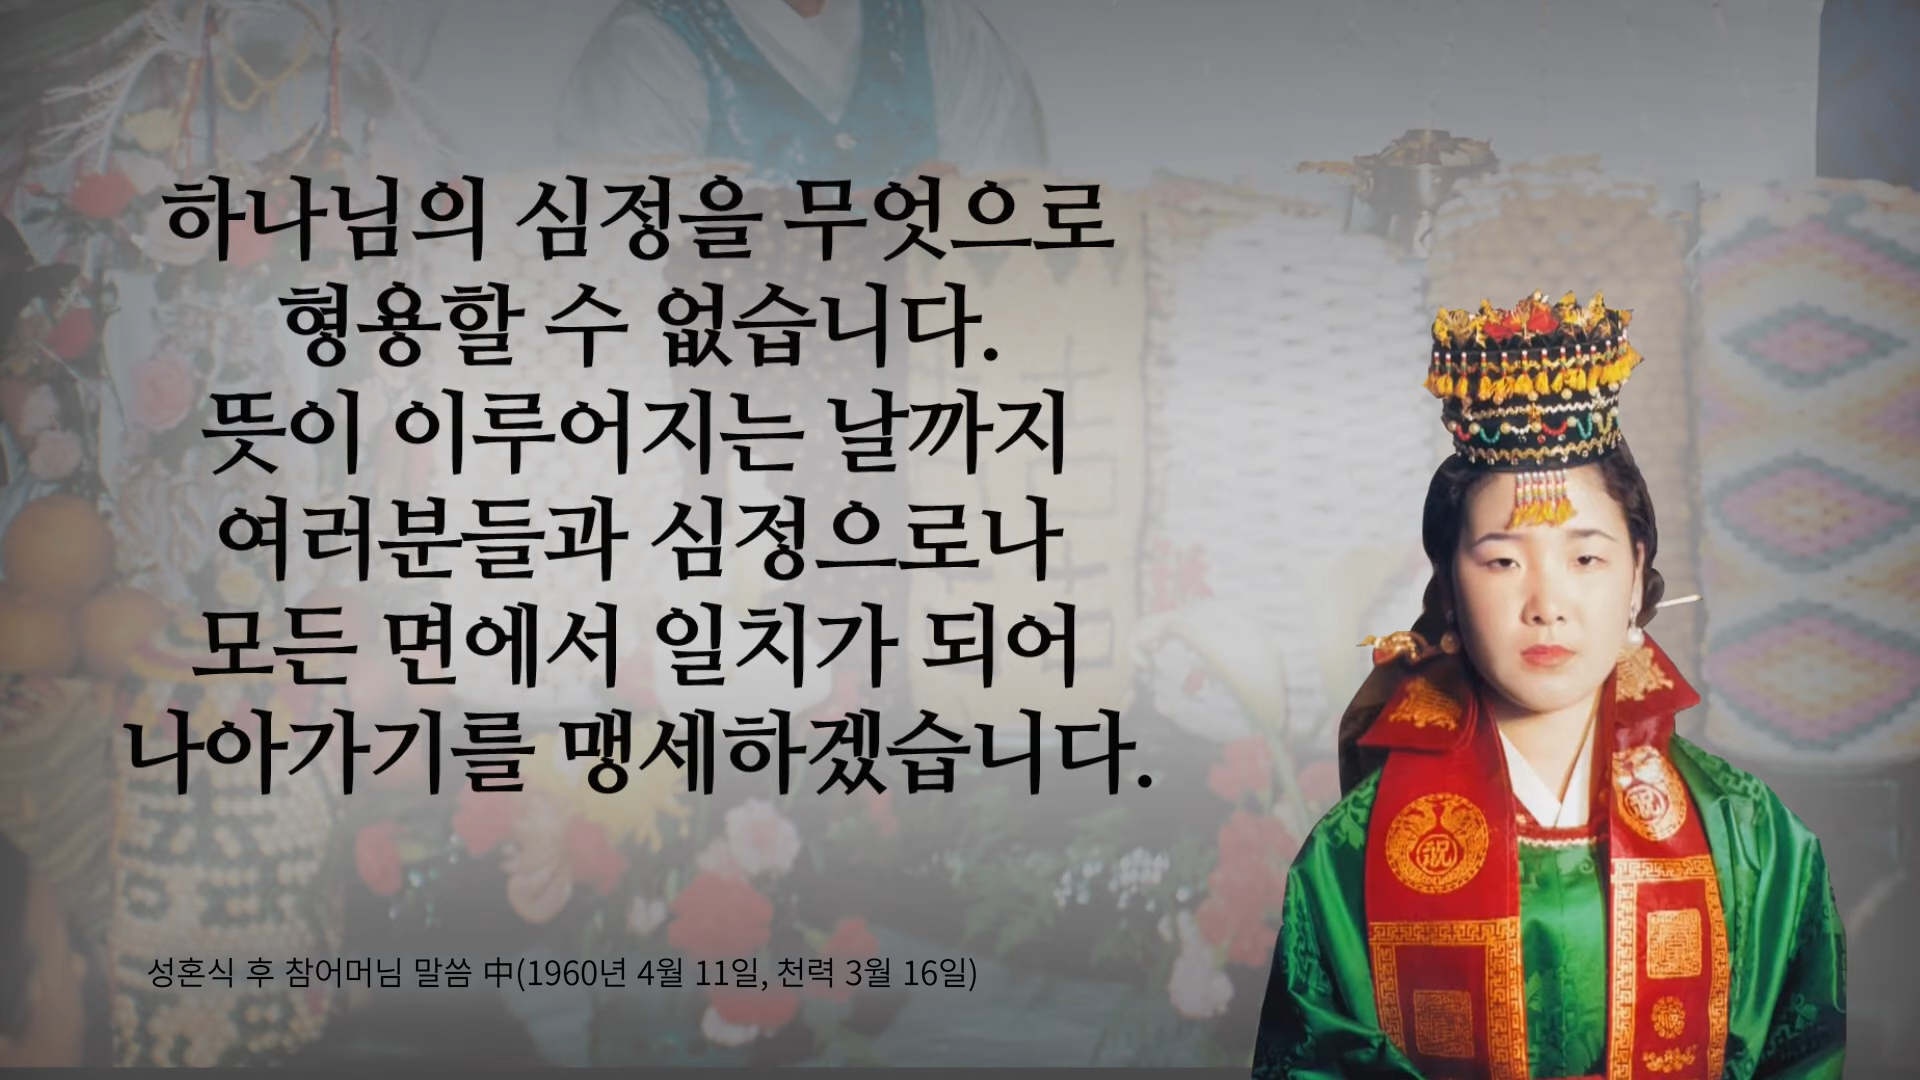 하나님의 심정을 무엇으로
형용할 수 없습니다.
뜻이 이루어지는 날까지
여러분들과 심정으로나
모든 면에서 일치가 되어
나아가기를 맹세하겠습니다.
성혼식 후 참어머님 말씀 中(1960년 4월 11일, 천력 3월 16일)
祝
祝